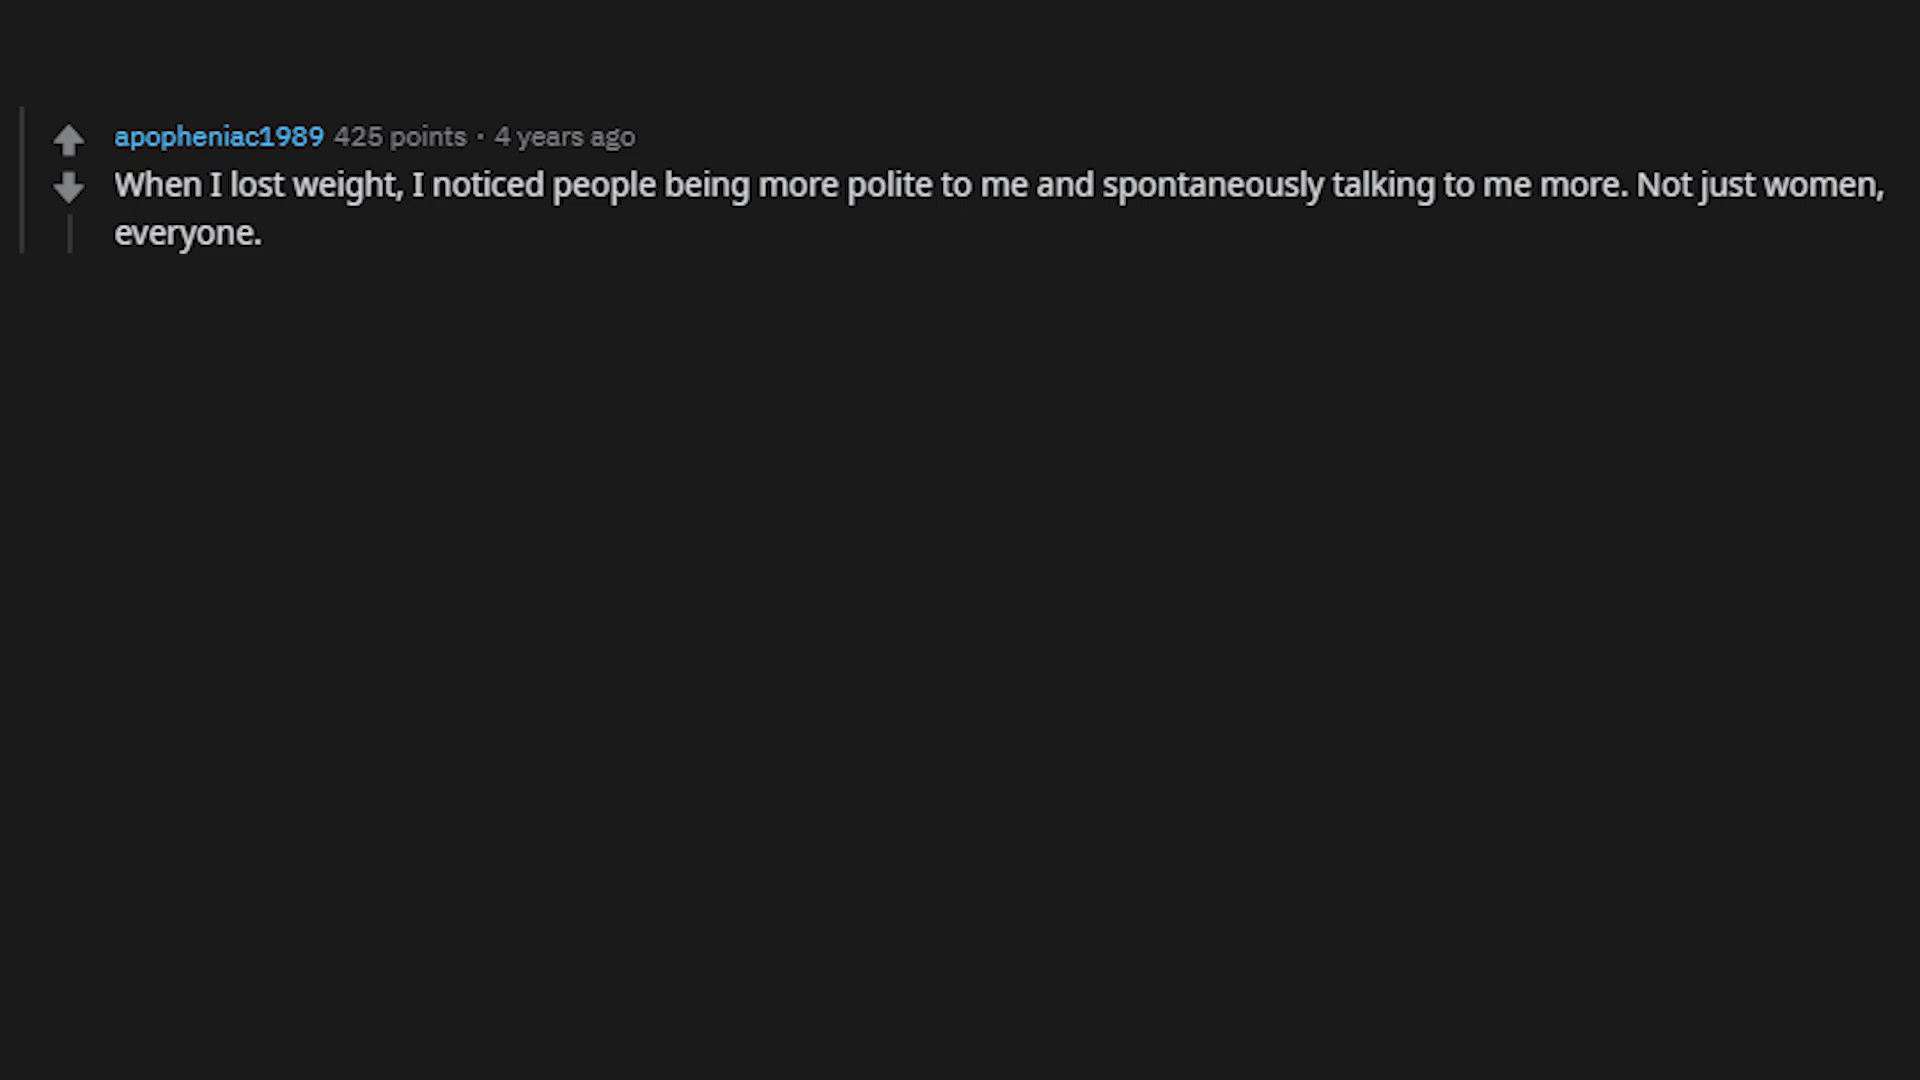 apopheniac1989 425 points · 4 years ago
When I lost weight, I noticed people being more polite to me and spontaneously talking to me more. Not just women,
everyone.